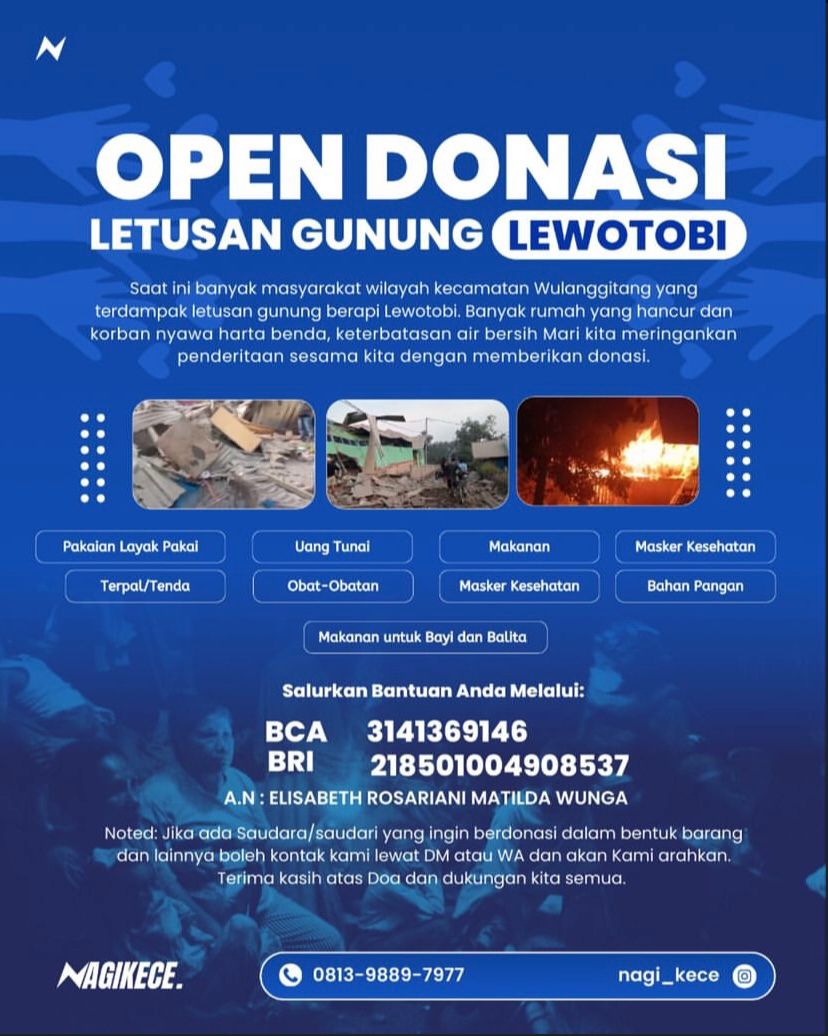 OPEN DONASI
LETUSAN GUNUNG LEWOTOBI
Saat ini banyak masyarakat wilayah kecamatan Wulanggitang yang
terdampak letusan gunung berapi Lewotobi. Banyak rumah yang hancur dan
korban nyawa harta benda, keterbatasan air bersih Mari kita meringankan
penderitaan sesama kita dengan memberikan donasi.
Pakaian Layak Pakai Uang Tunai Makanan Masker Kesehatan
Terpal/Tenda Obat-Obatan Masker Kesehatan Bahan Pangan
Makanan untuk Bayi dan Balita
Salurkan Bantuan Anda Melalui:
BCA 3141369146
BRI 218501004908537
A.N : ELISABETH ROSARIANI MATILDA WUNGA
Noted: Jika ada Saudara/saudari yang ingin berdonasi dalam bentuk barang
dan lainnya boleh kontak kami lewat DM atau WA dan akan Kami arahkan.
Terima kasih atas Doa dan dukungan kita semua.
NAGIKECE. 0813-9889-7977 nagi_kece